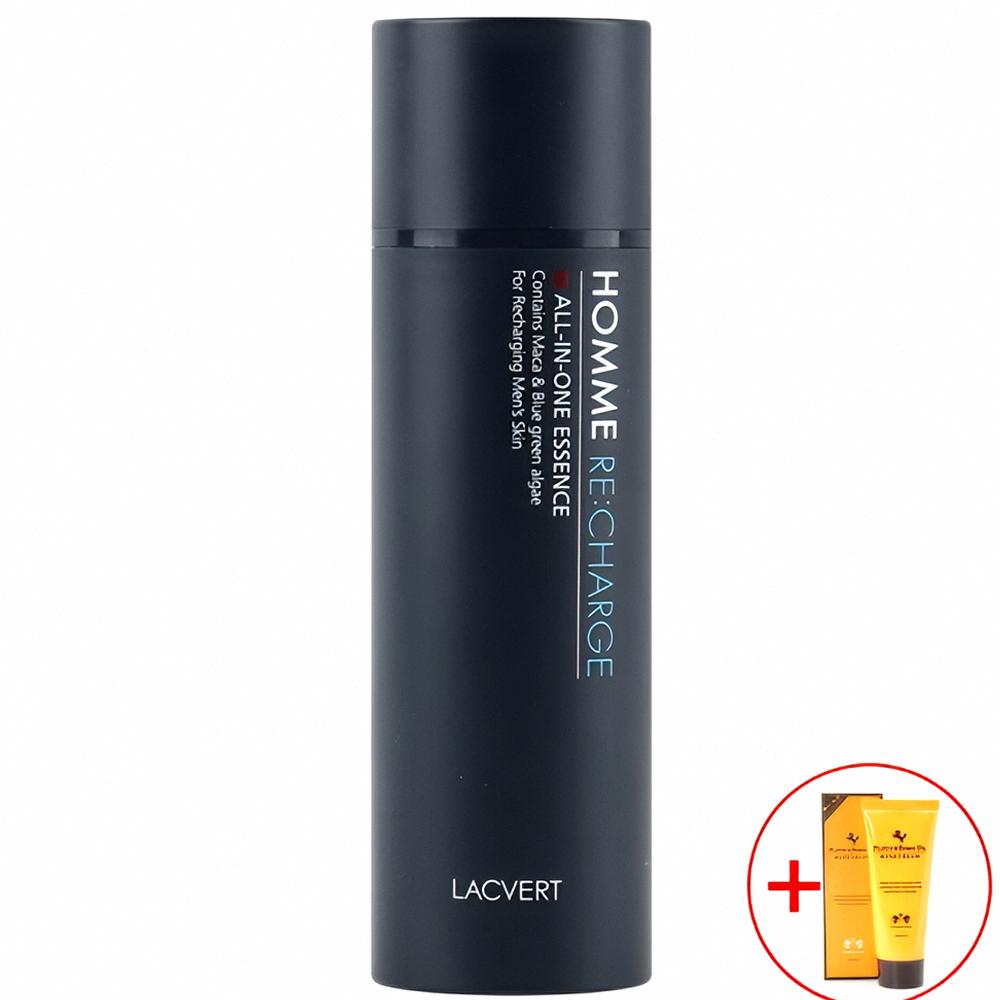 HOMME RE:CHARGE
ALL-IN-ONE ESSENCE
Contains Maca & Blue green algae
For Recharging Men's Skin
LACVERT